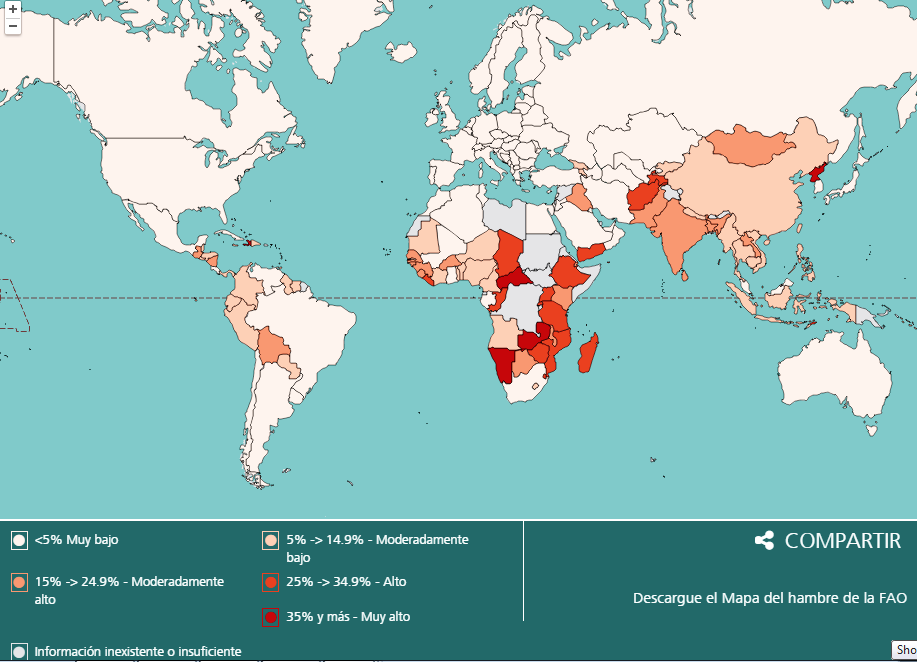 +
−
<5% Muy bajo
5% -> 14.9% - Moderadamente
bajo
15% -> 24.9% - Moderadamente
alto
25% -> 34.9% - Alto
35% y más - Muy alto
Información inexistente o insuficiente
COMPARTIR
Descargue el Mapa del hambre de la FAO
Sho